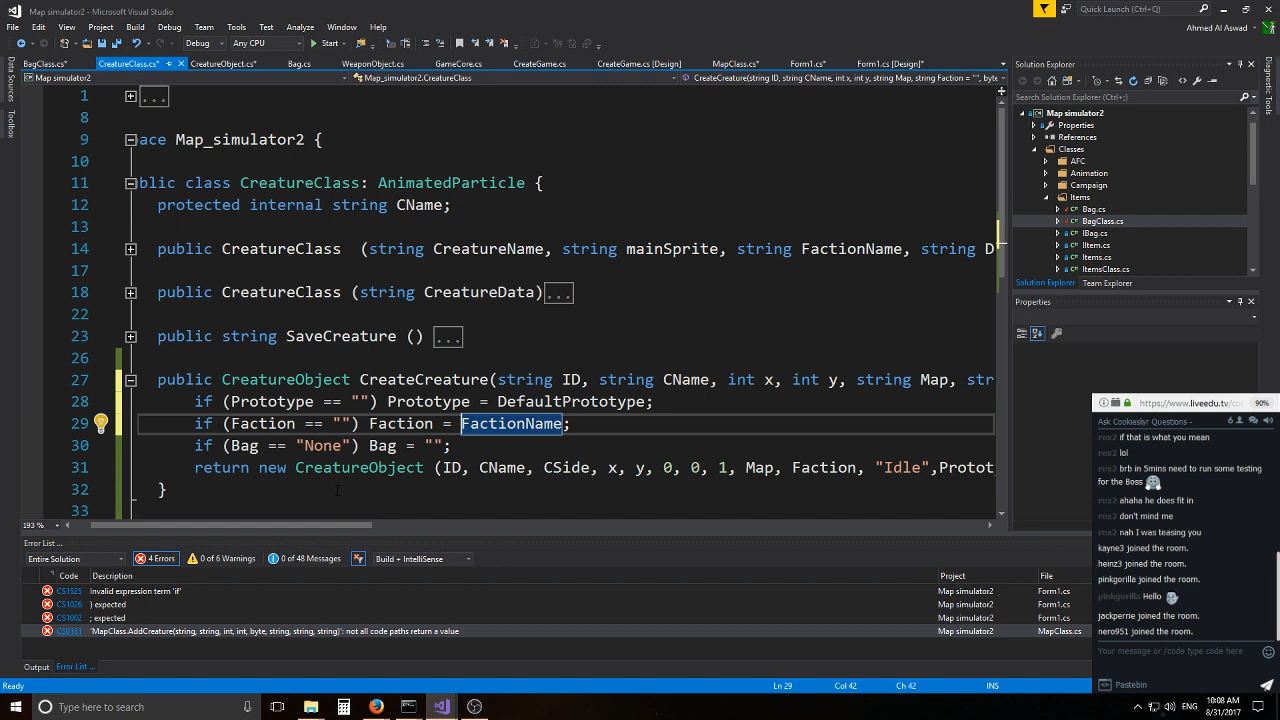 Map simulator2 - Microsoft Visual Studio
Quick Launch (Ctrl+;)
File Edit View Project Build Debug Team Tools Test Analyze Window Help
Ahmed Al Aswad
Debug Any CPU Start
BagClass.cs* CreatureClass.cs* CreatureObject.cs* Bag.cs WeaponObject.cs GameCore.cs CreateGame.cs CreateGame.cs [Design] MapClass.cs* Form1.cs* Form1.cs [Design]*
Map simulator2 Map_simulator2.CreatureClass CreateCreature(string ID, string CName, int x, int y, string Map, string Faction = "", byte
Data Sources
Toolbox
1 ...
8
9 ace Map_simulator2 {
10
11 blic class CreatureClass: AnimatedParticle {
12 protected internal string CName;
13
14 public CreatureClass (string CreatureName, string mainSprite, string FactionName, string D
17
18 public CreatureClass (string CreatureData)...
22
23 public string SaveCreature () ...
26
27 public CreatureObject CreateCreature(string ID, string CName, int x, int y, string Map, str
28 if (Prototype == "") Prototype = DefaultPrototype;
29 if (Faction == "") Faction = FactionName;
30 if (Bag == "None") Bag = "";
31 return new CreatureObject (ID, CName, CSide, x, y, 0, 0, 1, Map, Faction, "Idle",Protot
32 }
33
193 %
Solution Explorer
Search Solution Explorer (Ctrl+;)
Map simulator2
Properties
References
Classes
AFC
Animation
Campaign
Items
Bag.cs
BagClass.cs
IBag.cs
IItem.cs
Items.cs
ItemsClass.cs
Solution Explorer Team Explorer
Properties
Diagnostic Tools
Error List ...
Entire Solution 4 Errors 0 of 6 Warnings 0 of 48 Messages Build + IntelliSense
Code Description Project File
CS1525 Invalid expression term 'if' Map simulator2 Form1.cs
CS1026 ) expected Map simulator2 Form1.cs
CS1002 ; expected Map simulator2 Form1.cs
CS0161 'MapClass.AddCreature(string, string, int, int, byte, string, string, string)': not all code paths return a value Map simulator2 MapClass.cs
Output Error List ...
Ready Ln 29 Col 42 Ch 42 INS
https://www.liveedu.tv/co 90%
Ask Cookieslyr Questions - 6
rex2 if that is what you mean
rex2 lol
rex2 brb in 5mins need to run some testing
for the Boss
rex2 ahaha he does fit in
rex2 don't mind me
rex2 nah I was teasing you
kayne3 joined the room.
heinz3 joined the room.
pinkgorilla joined the room.
pinkgorilla Hello
jackperrie joined the room.
nero951 joined the room.
Your message or /code type code here
Pastebin
Type here to search
ENG 10:08 AM
8/31/2017